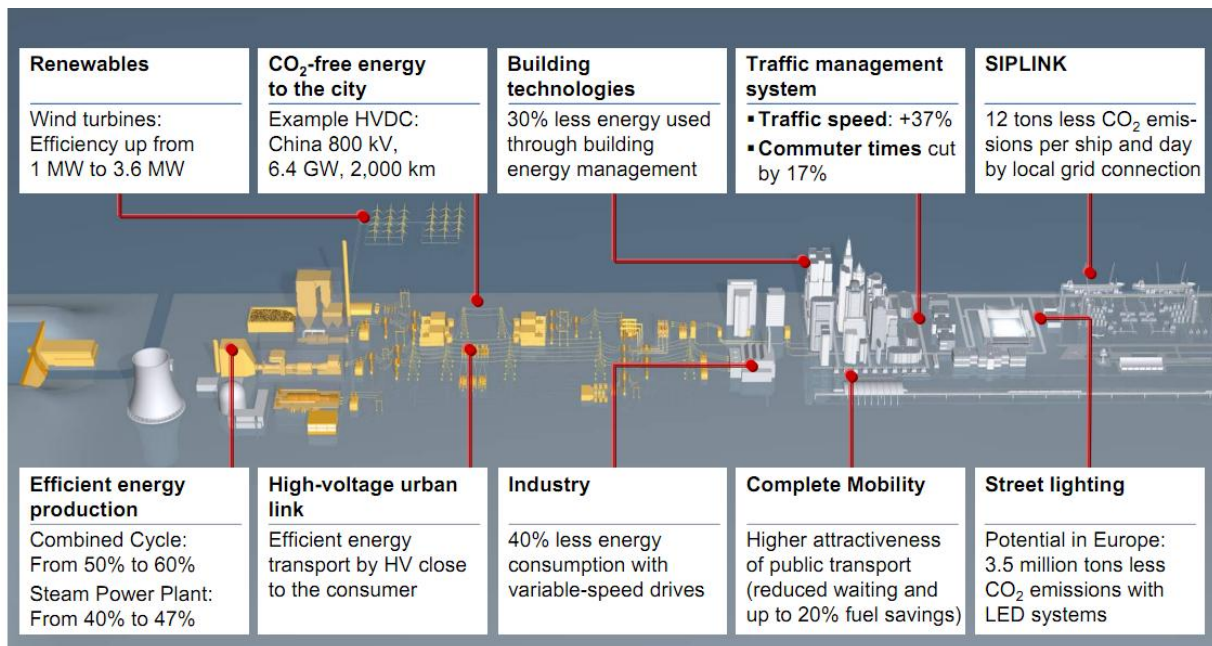 Renewables
Wind turbines:
Efficiency up from
1 MW to 3.6 MW
CO₂-free energy
to the city
Example HVDC:
China 800 kV,
6.4 GW, 2,000 km
Building
technologies
30% less energy used
through building
energy management
Traffic management
system
▪ Traffic speed: +37%
▪ Commuter times cut
by 17%
SIPLINK
12 tons less CO₂ emis-
sions per ship and day
by local grid connection
Efficient energy
production
Combined Cycle:
From 50% to 60%
Steam Power Plant:
From 40% to 47%
High-voltage urban
link
Efficient energy
transport by HV close
to the consumer
Industry
40% less energy
consumption with
variable-speed drives
Complete Mobility
Higher attractiveness
of public transport
(reduced waiting and
up to 20% fuel savings)
Street lighting
Potential in Europe:
3.5 million tons less
CO₂ emissions with
LED systems